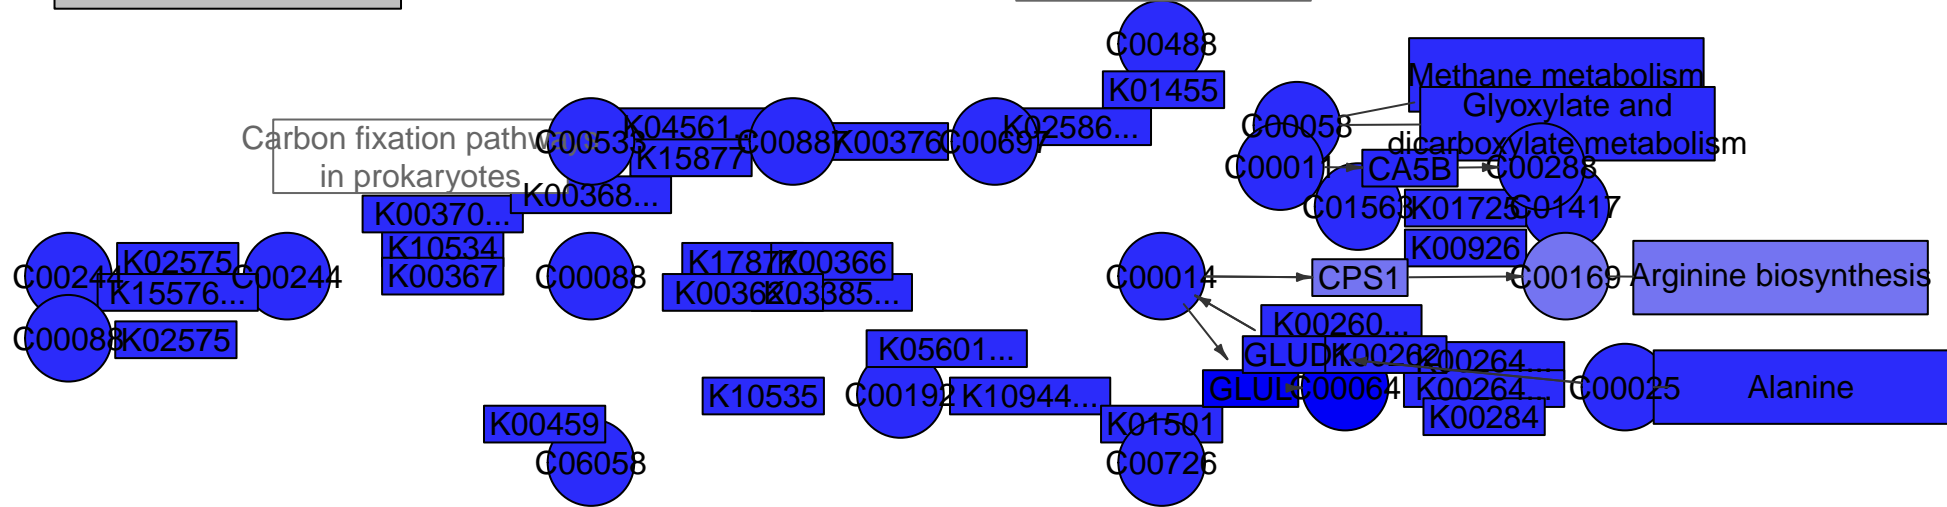 C00488
Methane metabolism
K01455
Glyoxylate and
dicarboxylate metabolism
Carbon fixation pathways
in prokaryotes
C00533
K04561...
K15877
C00887
K00376
C00697
K02586...
C00058
C00011
CA5B
C00288
K00368...
K00370...
C01563
K01725
C01417
K10534
K00367
K00926
C00244
K02575
K15576...
C00244
C00088
K17877
K00366
K00362...
K03385...
C00014
CPS1
C00169
Arginine biosynthesis
C00088
K02575
K05601...
K00260...
GLUD1
K00262
K00264...
K10535
C00192
K10944...
GLUL
C00064
K00264...
C00025
Alanine
K00284
K00459
K01501
C06058
C00726